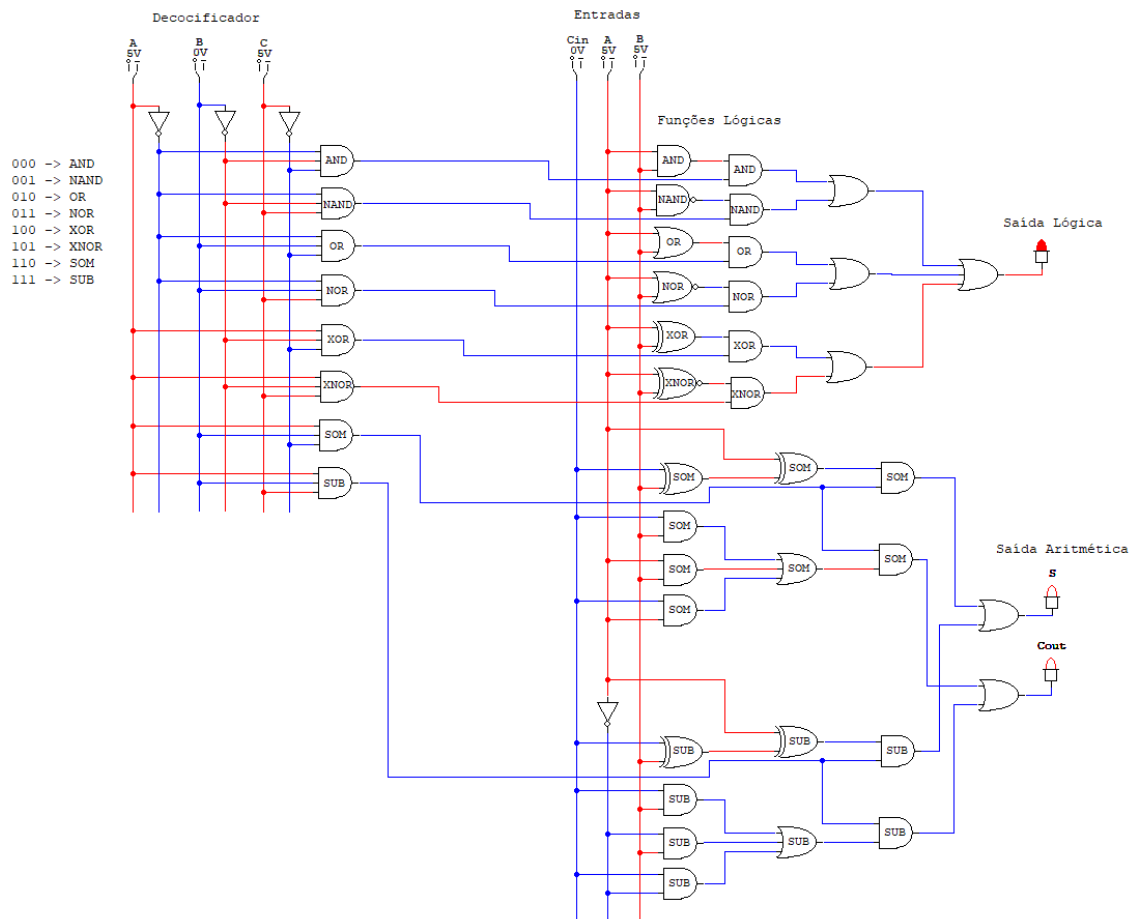 Decocificador
Entradas
A B C
5V 0V 5V
Cin A B
0V 5V 5V
Funções Lógicas
000 -> AND
001 -> NAND
010 -> OR
011 -> NOR
100 -> XOR
101 -> XNOR
110 -> SOM
111 -> SUB
AND
AND
AND
NAND
NAND
NAND
OR
OR
OR
NOR
NOR
NOR
XOR
XOR
XOR
XNOR
XNOR
XNOR
Saída Lógica
SOM
SUB
SOM
SOM
SOM
SOM
SOM
SOM
SOM
SOM
Saída Aritmética
S
Cout
SUB
SUB
SUB
SUB
SUB
SUB
SUB
SUB